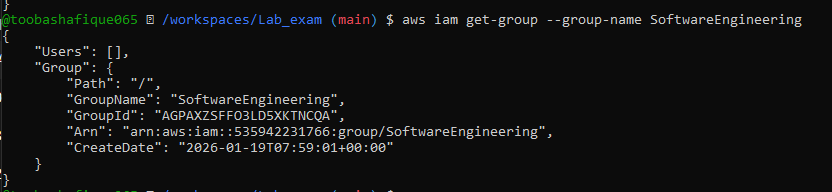 }
@toobashafique065 /workspaces/Lab_exam (main) $ aws iam get-group --group-name SoftwareEngineering
{
    "Users": [],
    "Group": {
        "Path": "/",
        "GroupName": "SoftwareEngineering",
        "GroupId": "AGPAXZSFFO3LD5XKTNCQA",
        "Arn": "arn:aws:iam::535942231766:group/SoftwareEngineering",
        "CreateDate": "2026-01-19T07:59:01+00:00"
    }
}